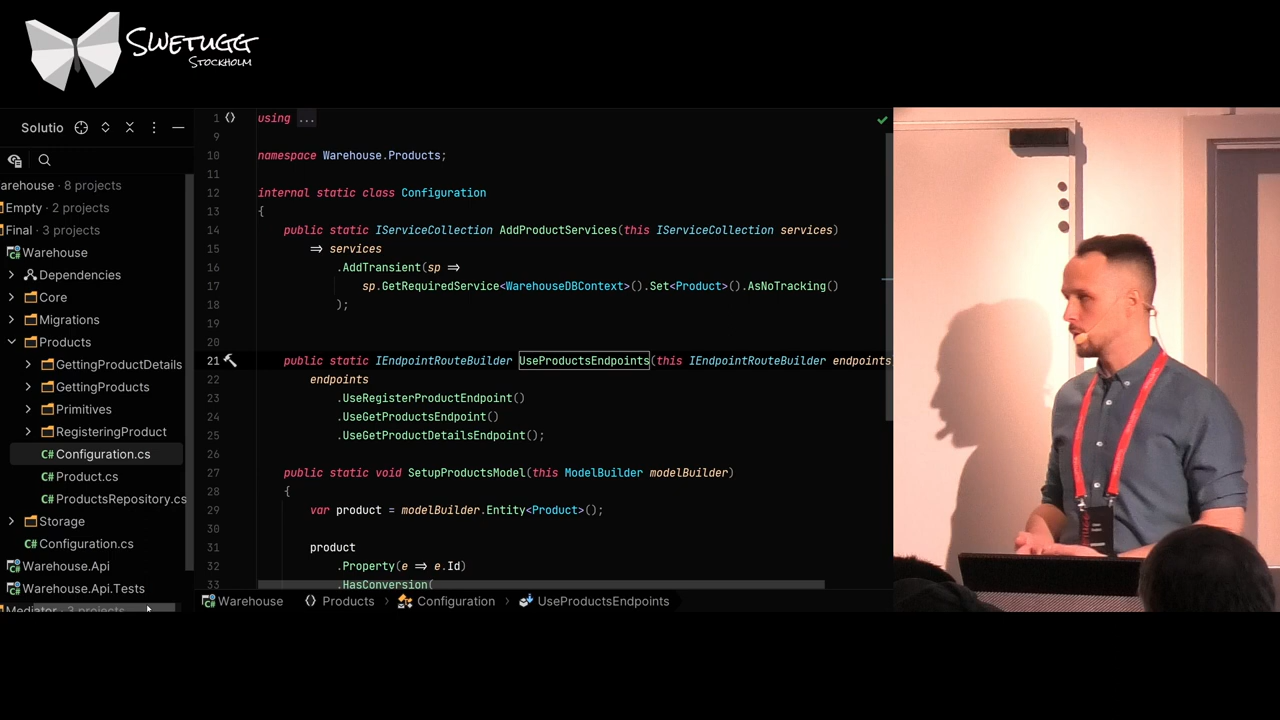 Swetugg
Stockholm
Solutio
arehouse · 8 projects
Empty · 2 projects
Final · 3 projects
Warehouse
Dependencies
Core
Migrations
Products
GettingProductDetails
GettingProducts
Primitives
RegisteringProduct
C# Configuration.cs
C# Product.cs
C# ProductsRepository.cs
Storage
C# Configuration.cs
Warehouse.Api
Warehouse.Api.Tests
Mediator · 3 projects
1 using ...
9
10 namespace Warehouse.Products;
11
12 internal static class Configuration
13 {
14 public static IServiceCollection AddProductServices(this IServiceCollection services)
15 ⇒ services
16 .AddTransient(sp ⇒
17 sp.GetRequiredService<WarehouseDBContext>().Set<Product>().AsNoTracking()
18 );
19
20
21 public static IEndpointRouteBuilder UseProductsEndpoints(this IEndpointRouteBuilder endpoints
22 endpoints
23 .UseRegisterProductEndpoint()
24 .UseGetProductsEndpoint()
25 .UseGetProductDetailsEndpoint();
26
27 public static void SetupProductsModel(this ModelBuilder modelBuilder)
28 {
29 var product = modelBuilder.Entity<Product>();
30
31 product
32 .Property(e ⇒ e.Id)
33 .HasConversion(
Warehouse › Products › Configuration › UseProductsEndpoints